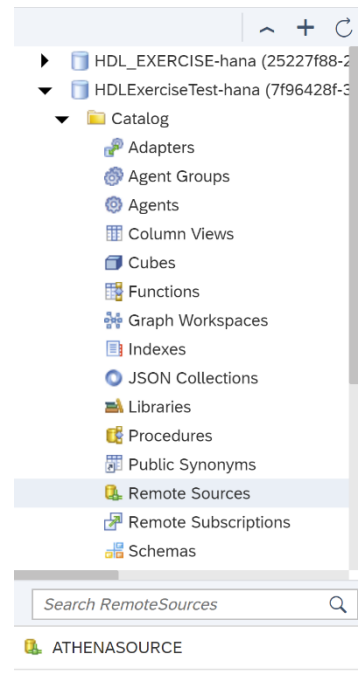 HDL_EXERCISE-hana (25227f88-2
HDLExerciseTest-hana (7f96428f-3
Catalog
Adapters
Agent Groups
Agents
Column Views
Cubes
Functions
Graph Workspaces
Indexes
JSON Collections
Libraries
Procedures
Public Synonyms
Remote Sources
Remote Subscriptions
Schemas
Search RemoteSources
ATHENASOURCE